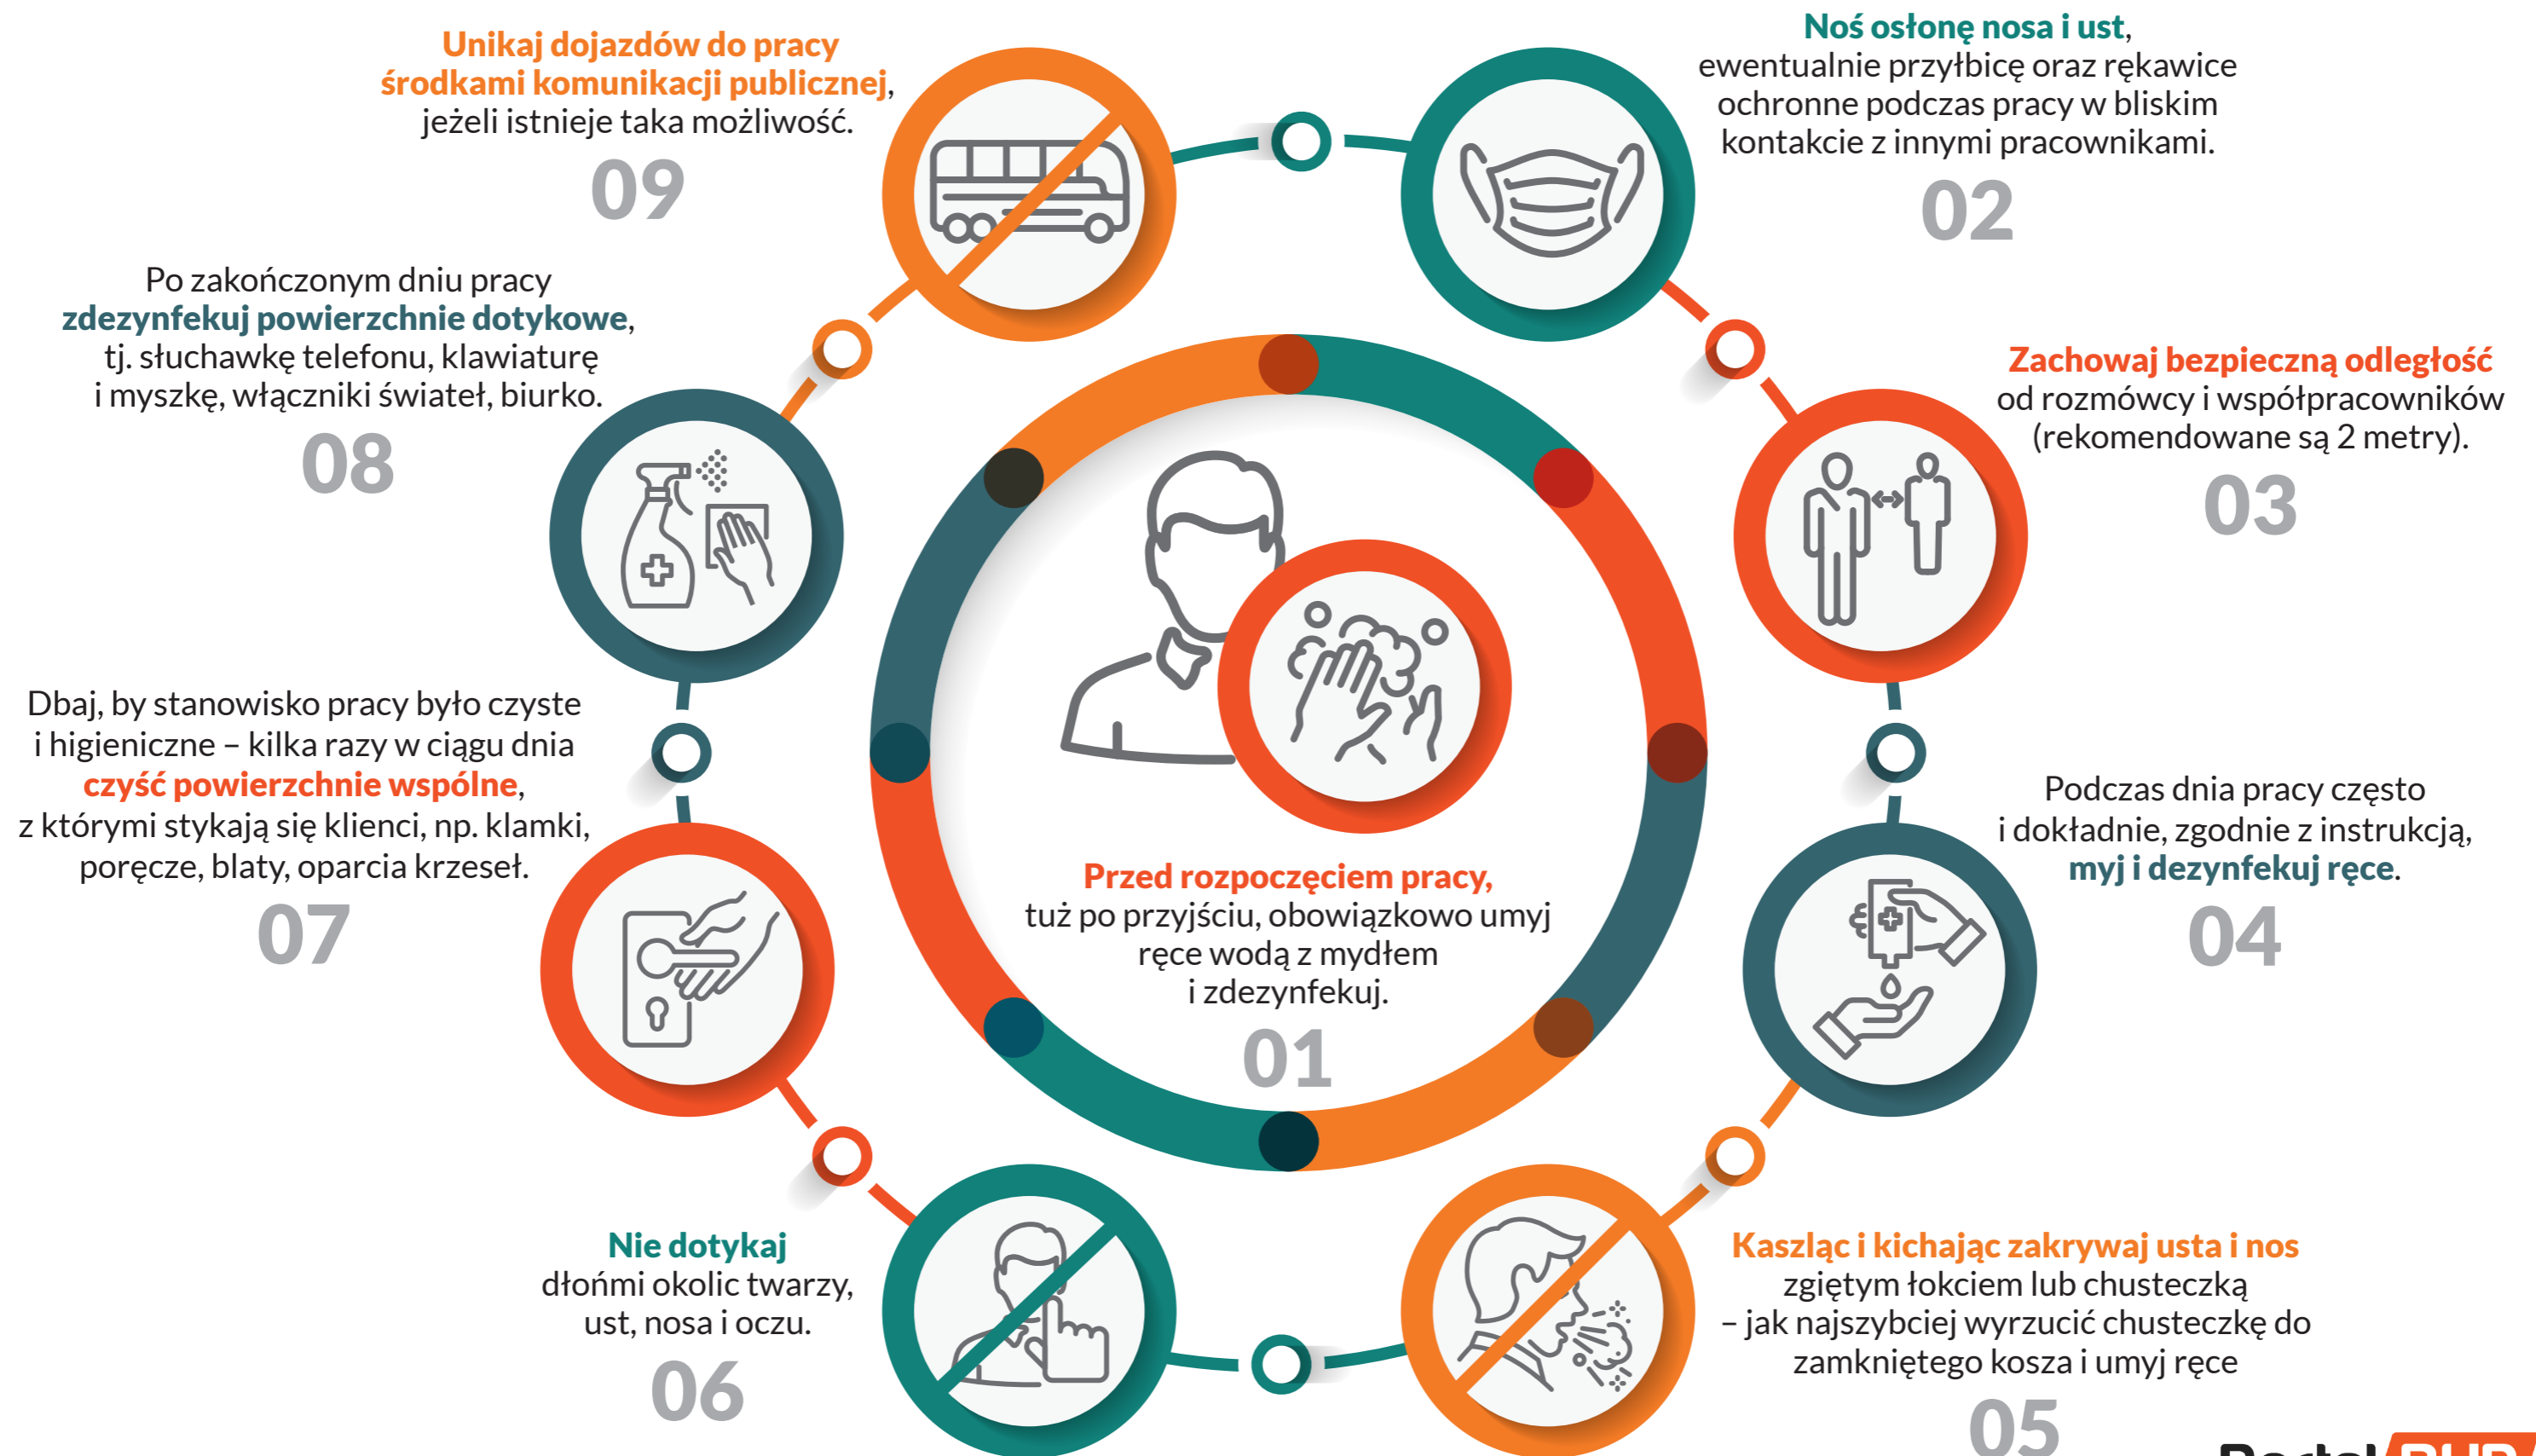 Przed rozpoczęciem pracy,
tuż po przyjściu, obowiązkowo umyj
ręce wodą z mydłem
i zdezynfekuj.
01
Noś osłonę nosa i ust,
ewentualnie przyłbicę oraz rękawice
ochronne podczas pracy w bliskim
kontakcie z innymi pracownikami.
02
Zachowaj bezpieczną odległość
od rozmówcy i współpracowników
(rekomendowane są 2 metry).
03
Podczas dnia pracy często
i dokładnie, zgodnie z instrukcją,
myj i dezynfekuj ręce.
04
Kaszląc i kichając zakrywaj usta i nos
zgiętym łokciem lub chusteczką
– jak najszybciej wyrzucić chusteczkę do
zamkniętego kosza i umyj ręce
05
Nie dotykaj
dłońmi okolic twarzy,
ust, nosa i oczu.
06
Dbaj, by stanowisko pracy było czyste
i higieniczne – kilka razy w ciągu dnia
czyść powierzchnie wspólne,
z którymi stykają się klienci, np. klamki,
poręcze, blaty, oparcia krzeseł.
07
Po zakończonym dniu pracy
zdezynfekuj powierzchnie dotykowe,
tj. słuchawkę telefonu, klawiaturę
i myszkę, włączniki świateł, biurko.
08
Unikaj dojazdów do pracy
środkami komunikacji publicznej,
jeżeli istnieje taka możliwość.
09